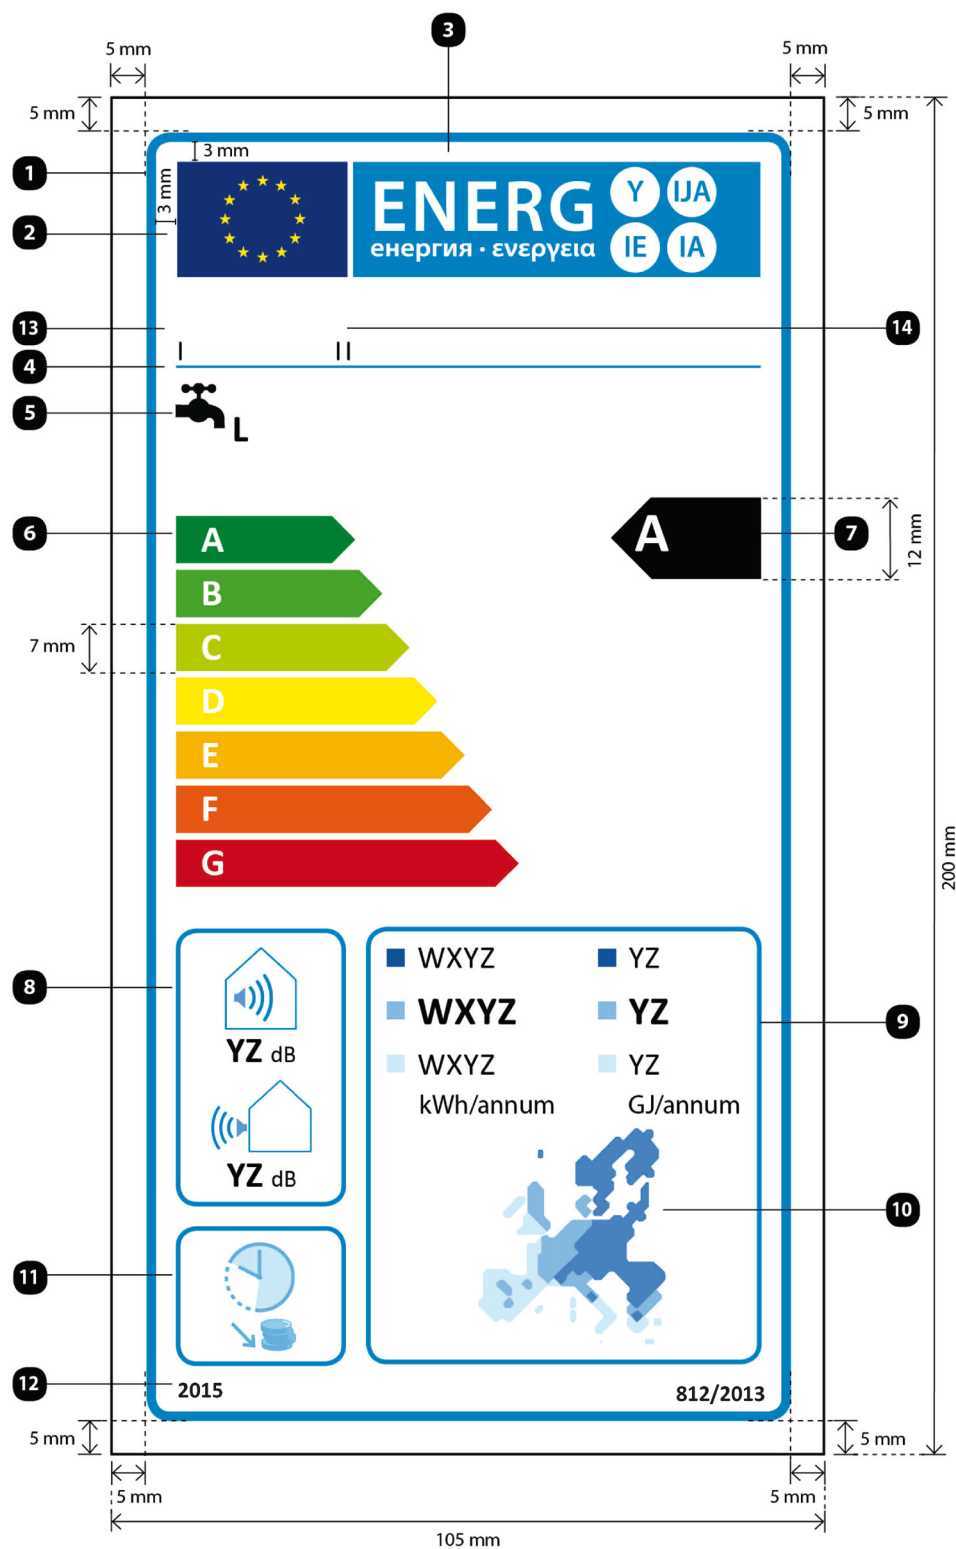 3
5 mm
5 mm
5 mm
5 mm
3 mm
1
3 mm
2
ENERG
енергия · ενεργεια
Y
IJA
IE
IA
13
14
I
II
4
5
L
6
A
A
7
12 mm
B
7 mm
C
D
E
F
G
200 mm
8
WXYZ
YZ
WXYZ
YZ
9
YZ dB
WXYZ
YZ
kWh/annum
GJ/annum
YZ dB
10
11
12
2015
812/2013
5 mm
5 mm
5 mm
5 mm
105 mm